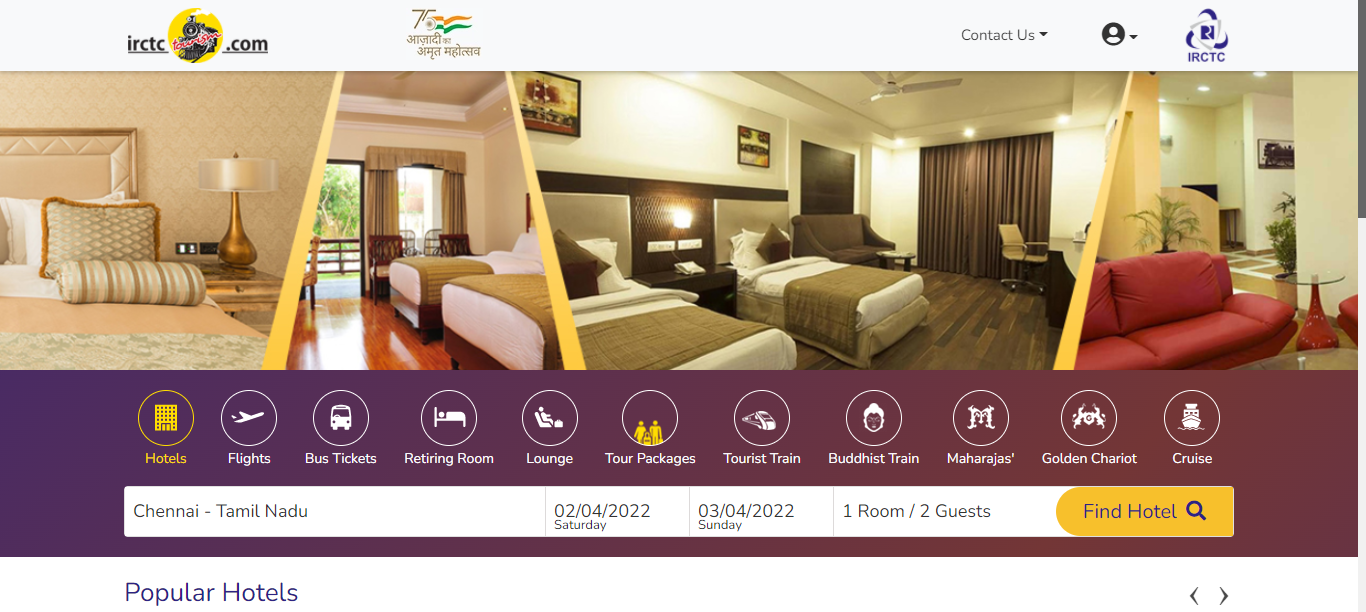 irctc tourism .com
75
आज़ादी का
अमृत महोत्सव
Contact Us
IRCTC
Hotels
Flights
Bus Tickets
Retiring Room
Lounge
Tour Packages
Tourist Train
Buddhist Train
Maharajas'
Golden Chariot
Cruise
Chennai - Tamil Nadu
02/04/2022
Saturday
03/04/2022
Sunday
1 Room / 2 Guests
Find Hotel
Popular Hotels